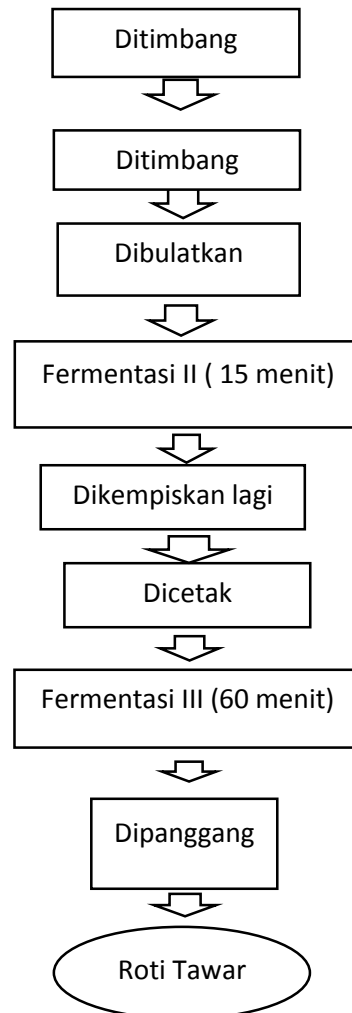 Ditimbang
Ditimbang
Dibulatkan
Fermentasi II ( 15 menit)
Dikempiskan lagi
Dicetak
Fermentasi III (60 menit)
Dipanggang
Roti Tawar